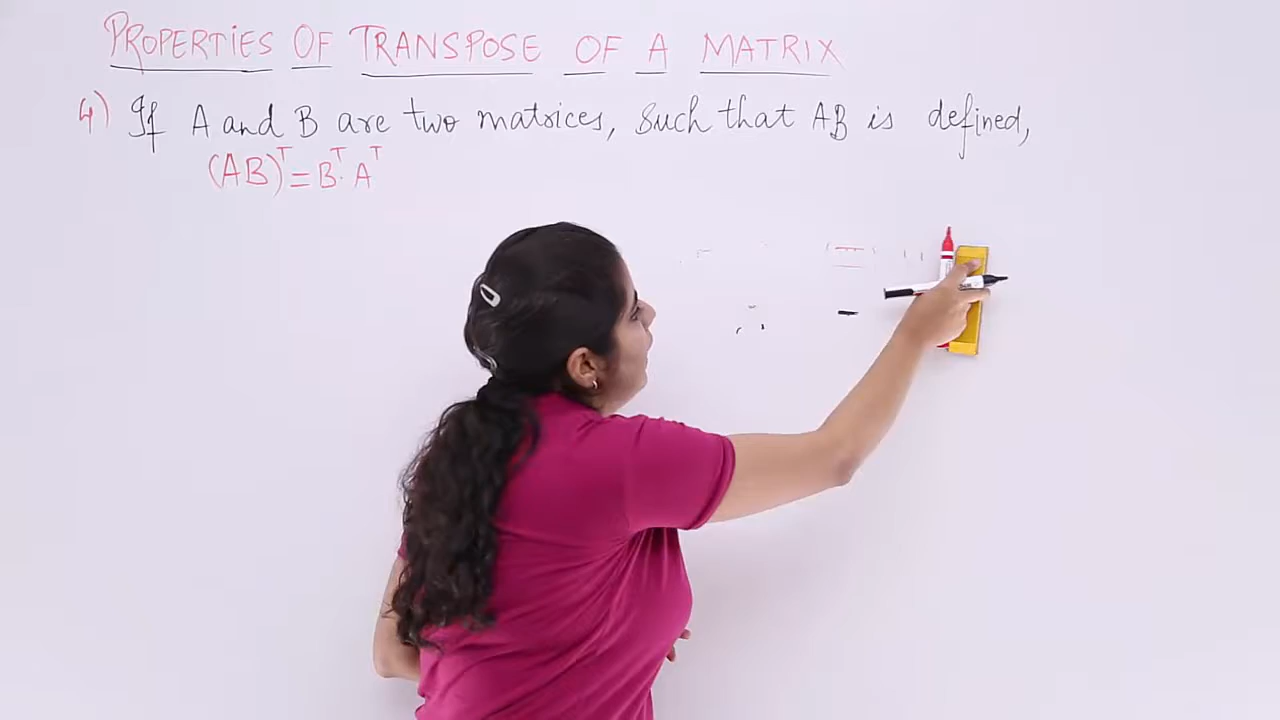 PROPERTIES OF TRANSPOSE OF A MATRIX
4) If A and B are two matrices, such that AB is defined,
(AB)ᵀ = Bᵀ. Aᵀ